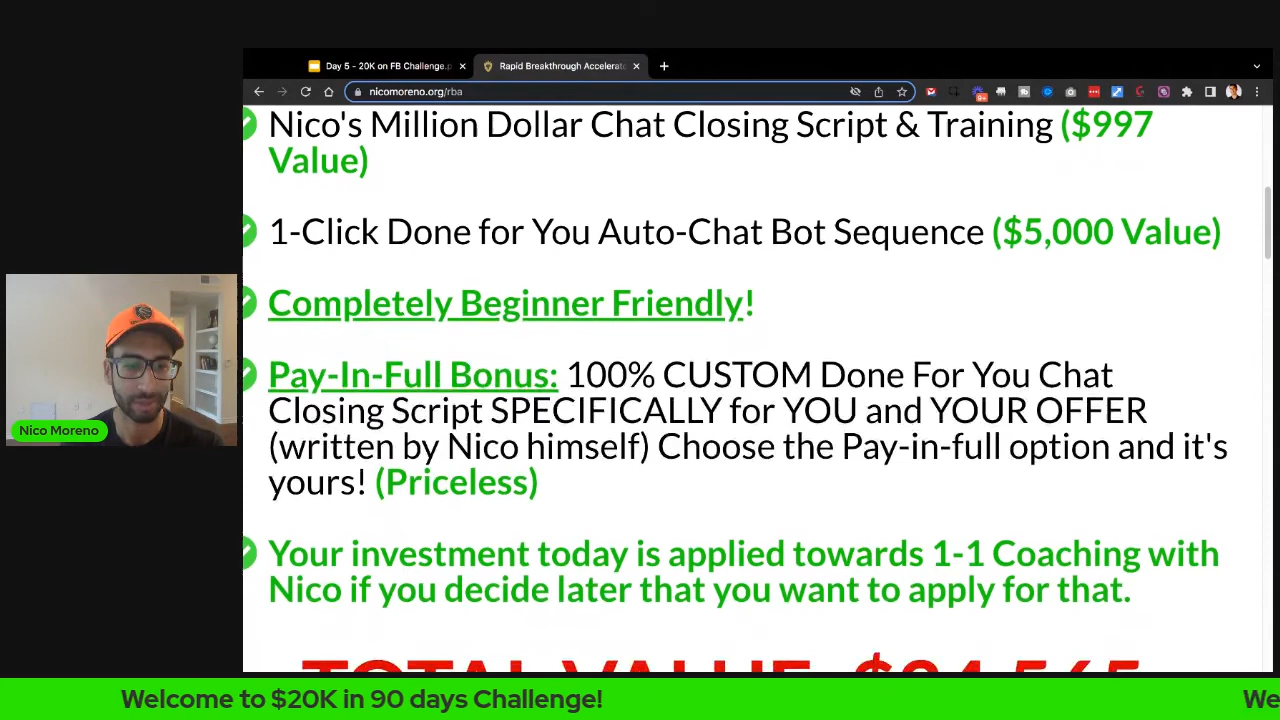 Day 5 - 20K on FB Challenge.p
Rapid Breakthrough Accelerato
nicomoreno.org/rba
Nico's Million Dollar Chat Closing Script & Training ($997
Value)
1-Click Done for You Auto-Chat Bot Sequence ($5,000 Value)
Completely Beginner Friendly!
Pay-In-Full Bonus: 100% CUSTOM Done For You Chat
Closing Script SPECIFICALLY for YOU and YOUR OFFER
(written by Nico himself) Choose the Pay-in-full option and it's
yours! (Priceless)
Nico Moreno
Your investment today is applied towards 1-1 Coaching with
Nico if you decide later that you want to apply for that.
TOTAL VALUE
Welcome to $20K in 90 days Challenge!
We